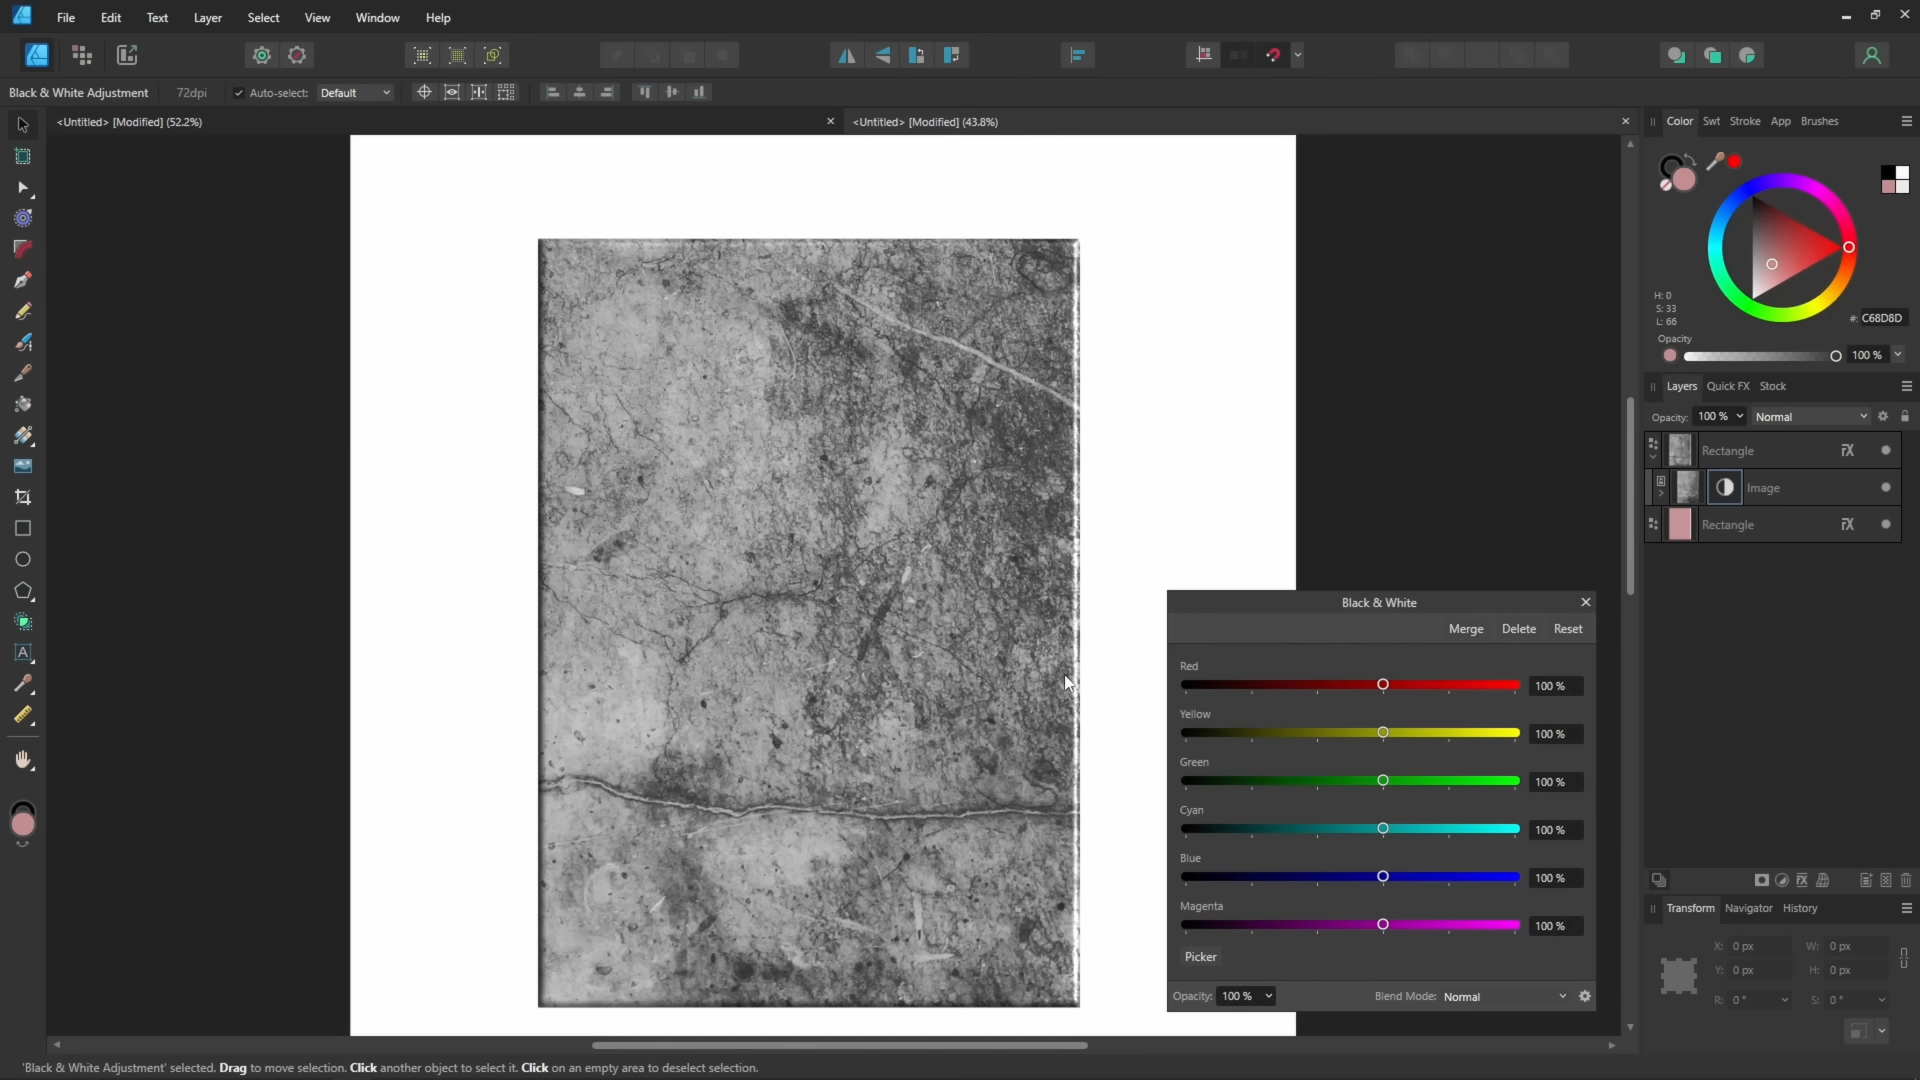 File Edit Text Layer Select View Window Help
Black & White Adjustment 72dpi Auto-select: Default
<Untitled> [Modified] (52.2%)
<Untitled> [Modified] (43.8%)
Color Swt Stroke App Brushes
H: 0
S: 33
L: 66
#: C68D8D
Opacity
100 %
Layers Quick FX Stock
Opacity: 100 % Normal
Rectangle
Image
Rectangle
Black & White
Merge Delete Reset
Red
100 %
Yellow
100 %
Green
100 %
Cyan
100 %
Blue
100 %
Magenta
100 %
Picker
Opacity: 100 % Blend Mode: Normal
Transform Navigator History
X: 0 px W: 0 px
Y: 0 px H: 0 px
R: 0 ° S: 0 °
'Black & White Adjustment' selected. Drag to move selection. Click another object to select it. Click on an empty area to deselect selection.